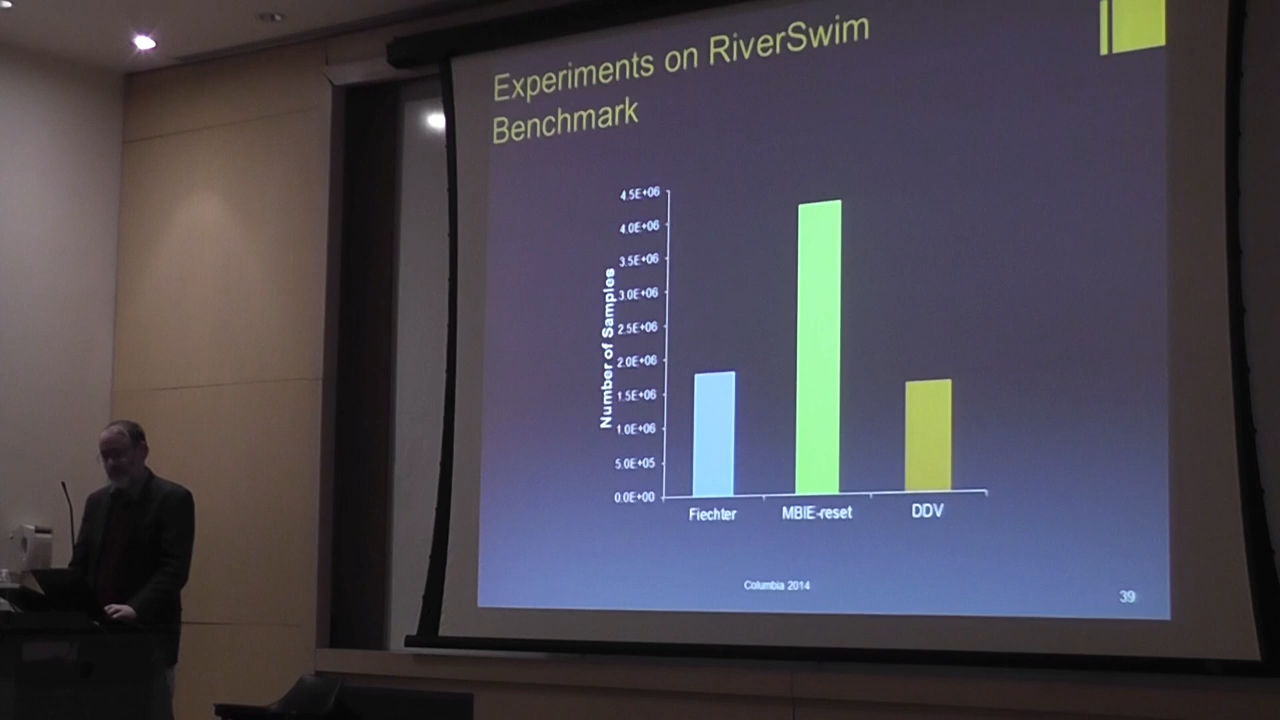 Experiments on RiverSwim
Benchmark
Number of Samples
4.5E+06
4.0E+06
3.5E+06
3.0E+06
2.5E+06
2.0E+06
1.5E+06
1.0E+06
5.0E+05
0.0E+00
Fiechter
MBIE-reset
DDV
Columbia 2014
39